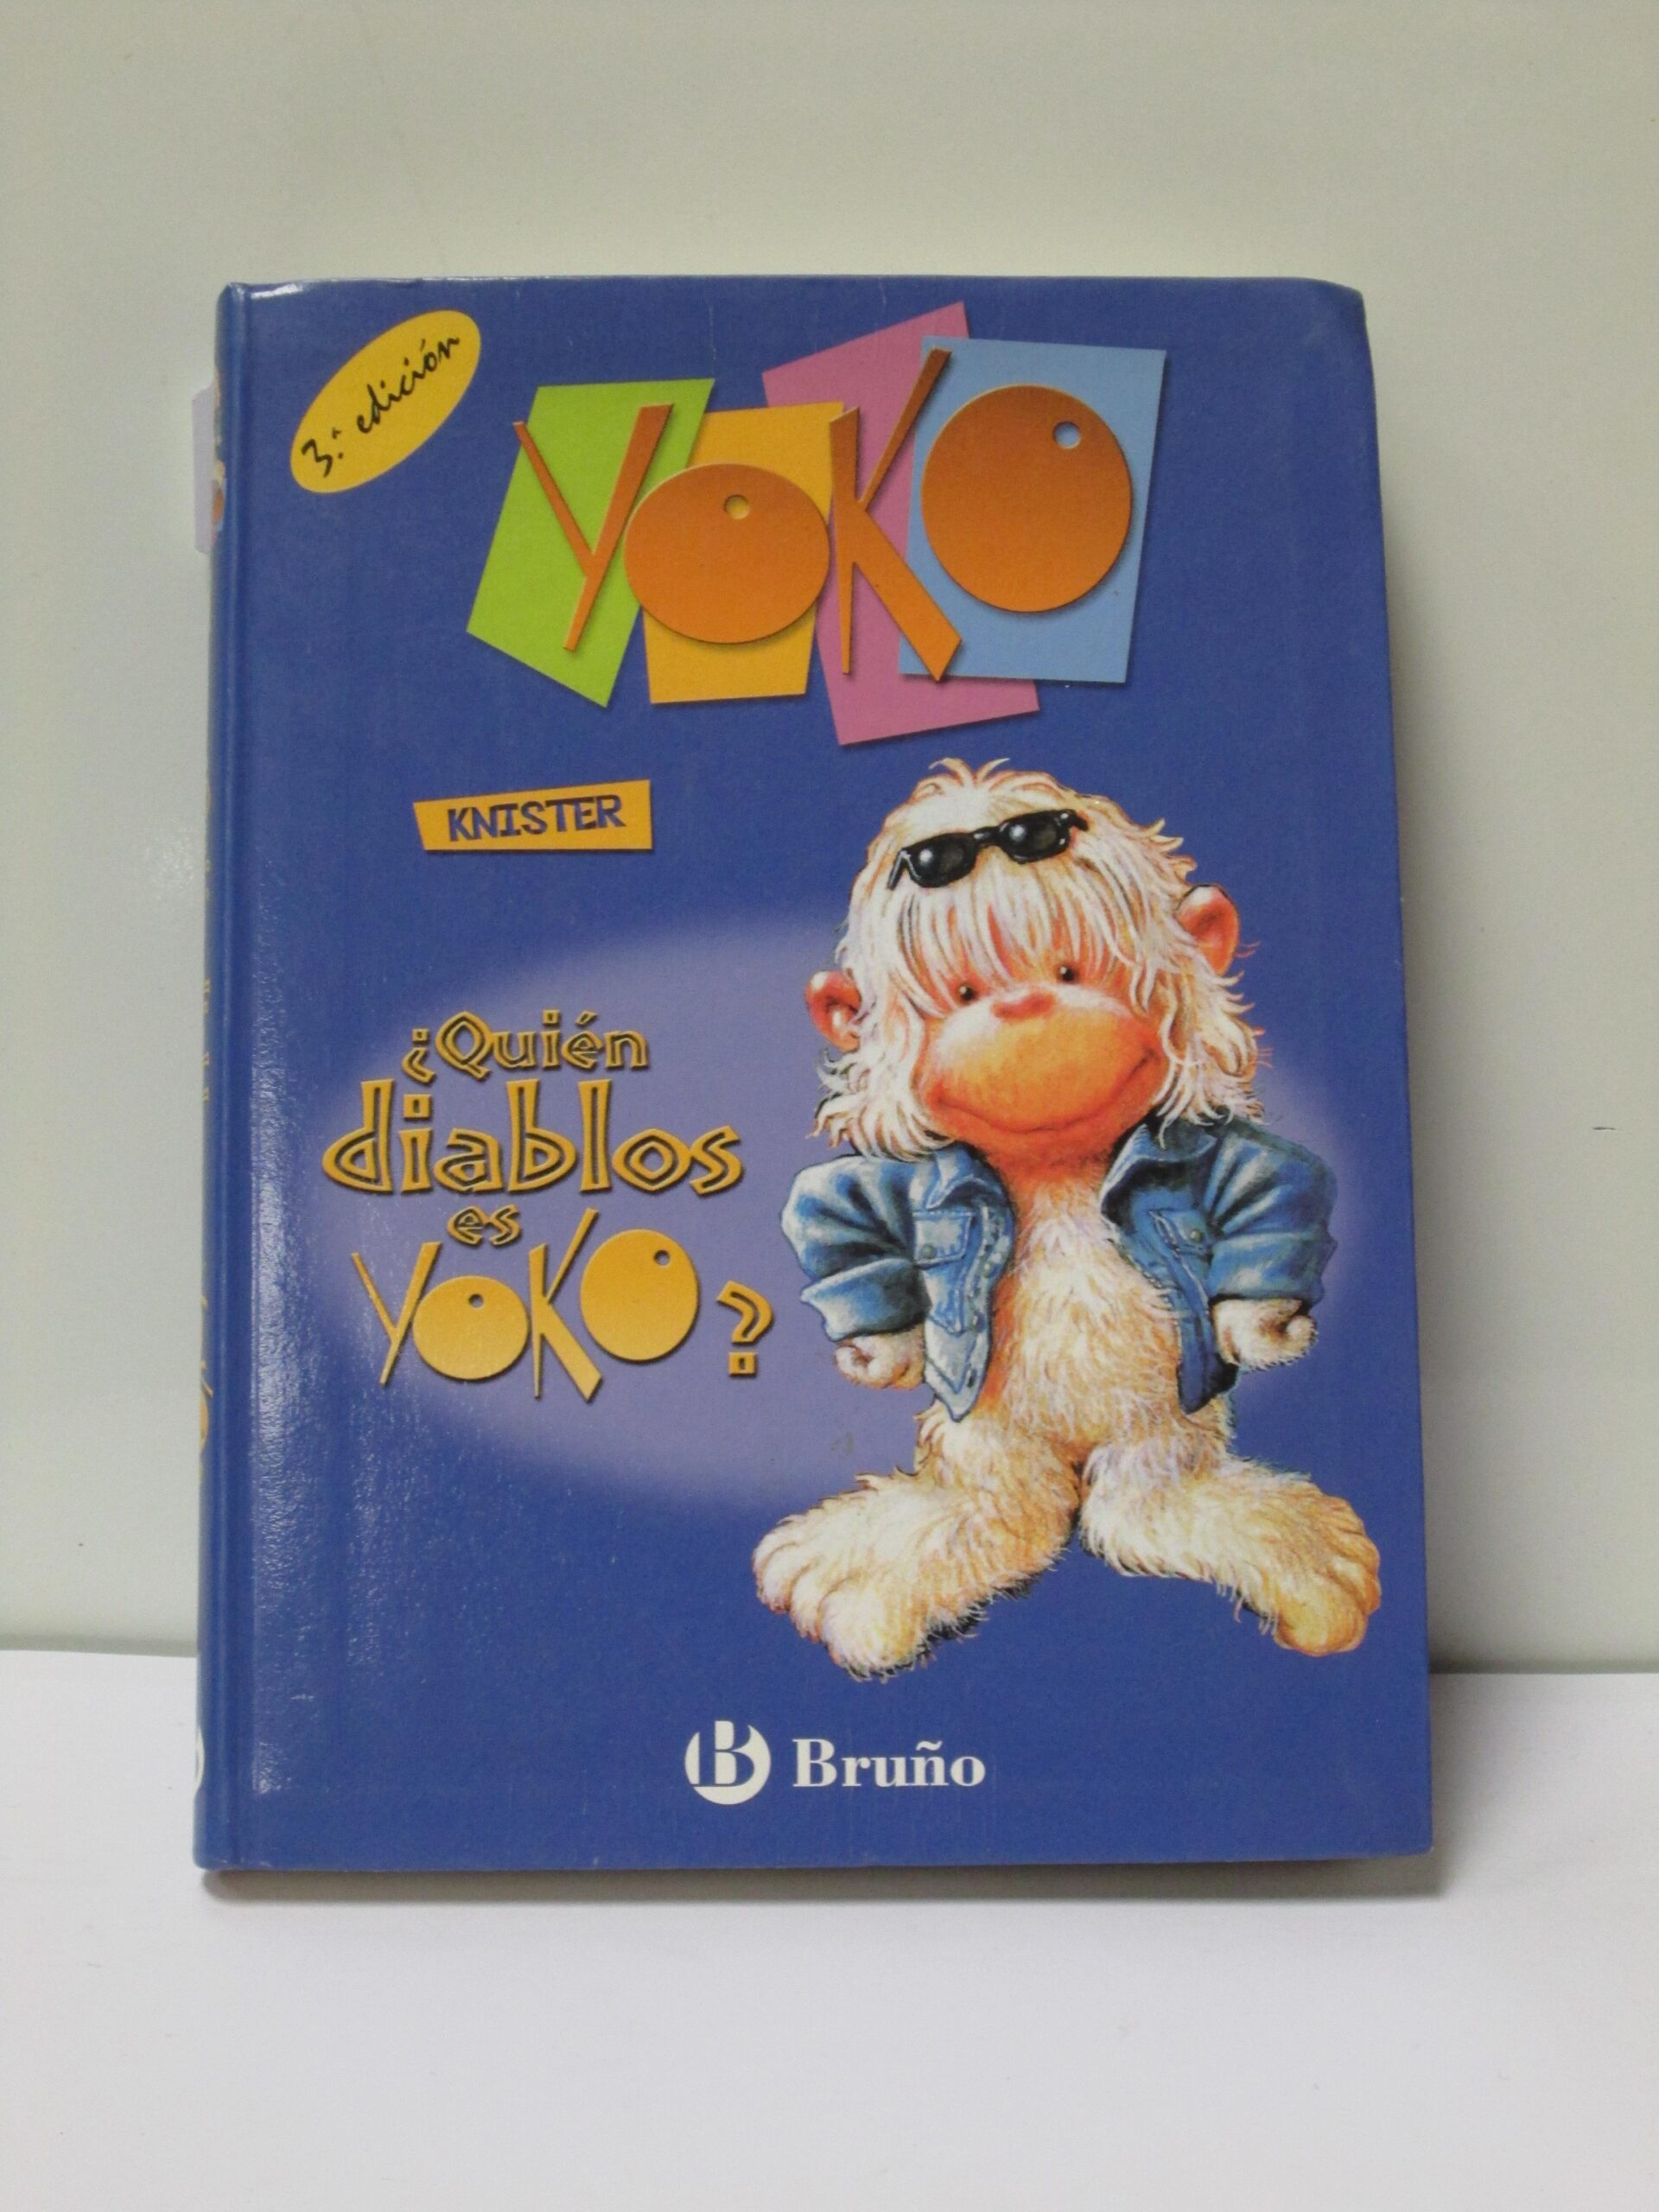 3.ª edición
YOKO
KNISTER
¿Quién
diablos
es
YOKO?
Bruño